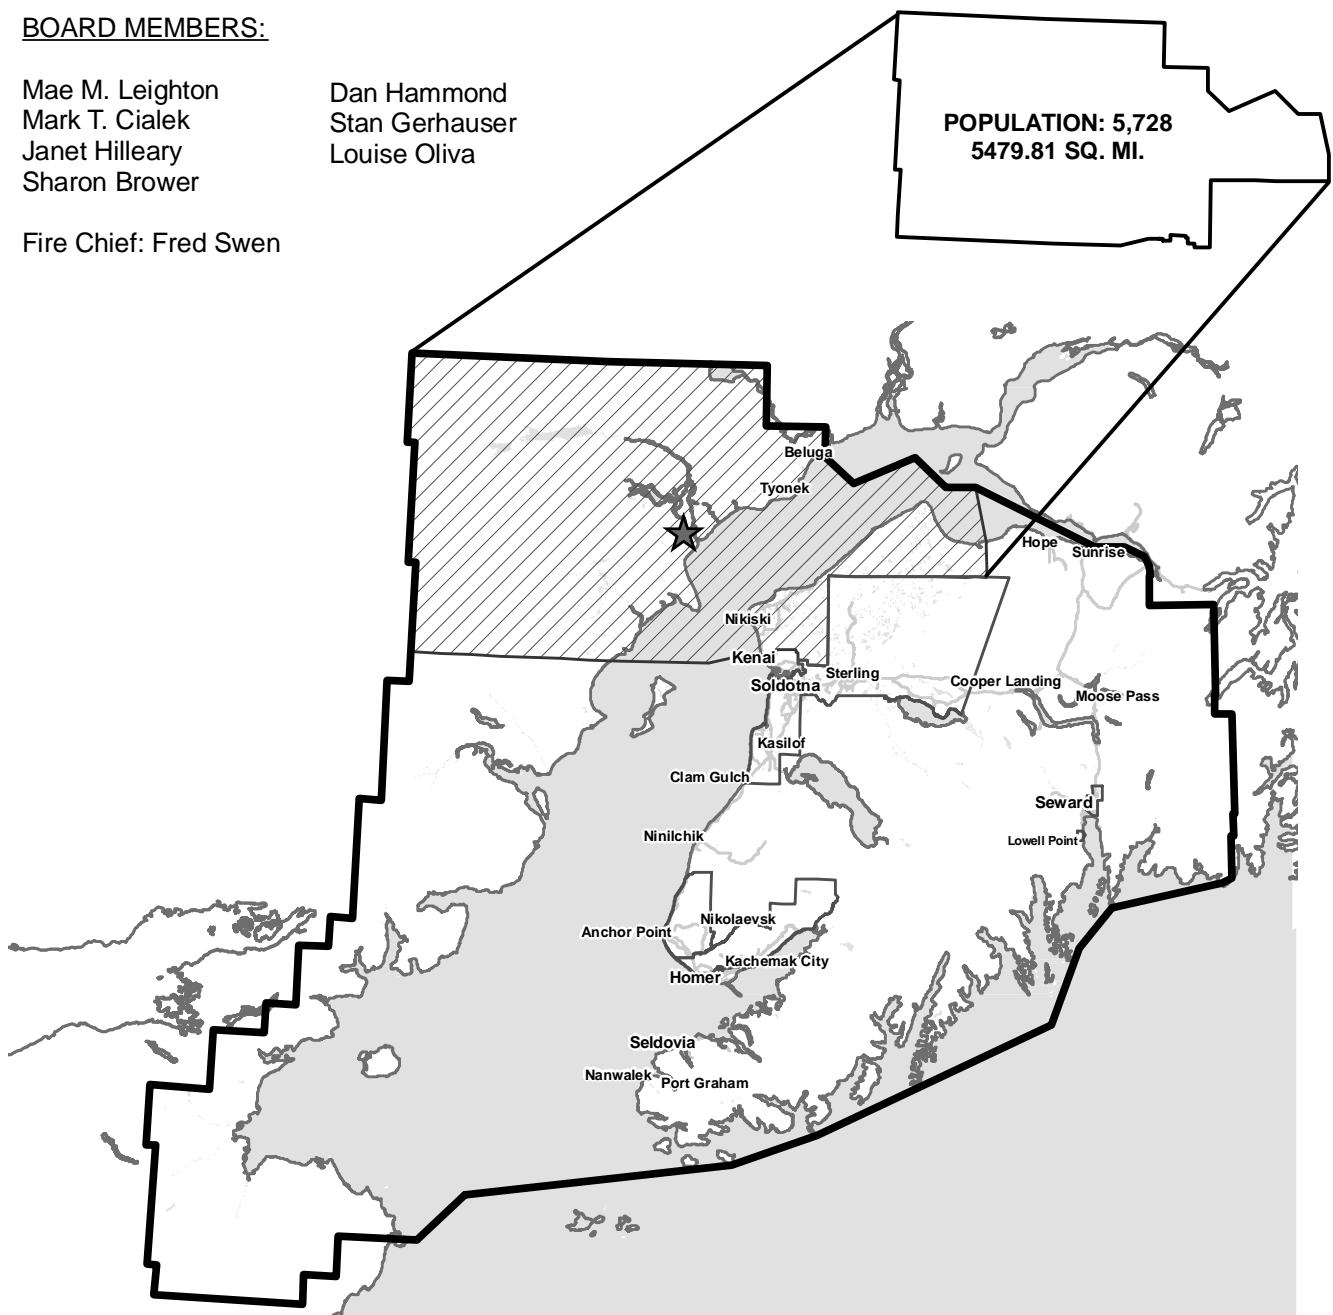 BOARD MEMBERS:
Mae M. Leighton
Mark T. Cialek
Janet Hilleary
Sharon Brower
Dan Hammond
Stan Gerhauser
Louise Oliva
Fire Chief: Fred Swen
POPULATION: 5,728
5479.81 SQ. MI.
Beluga
Tyonek
Hope
Sunrise
Nikiski
Kenai
Sterling
Soldotna
Cooper Landing
Moose Pass
Kasilof
Clam Gulch
Seward
Ninilchik
Lowell Point
Nikolaevsk
Anchor Point
Kachemak City
Homer
Seldovia
Nanwalek
Port Graham